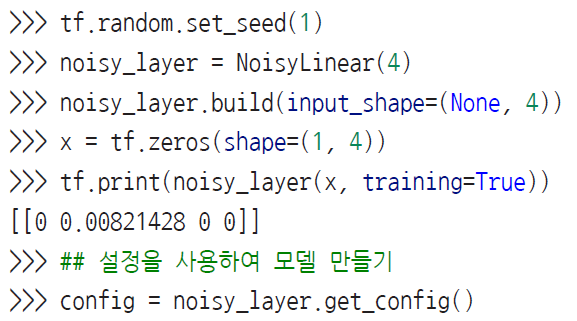 >>> tf.random.set_seed(1)
>>> noisy_layer = NoisyLinear(4)
>>> noisy_layer.build(input_shape=(None, 4))
>>> x = tf.zeros(shape=(1, 4))
>>> tf.print(noisy_layer(x, training=True))
[[0 0.00821428 0 0]]
>>> ## 설정을 사용하여 모델 만들기
>>> config = noisy_layer.get_config()